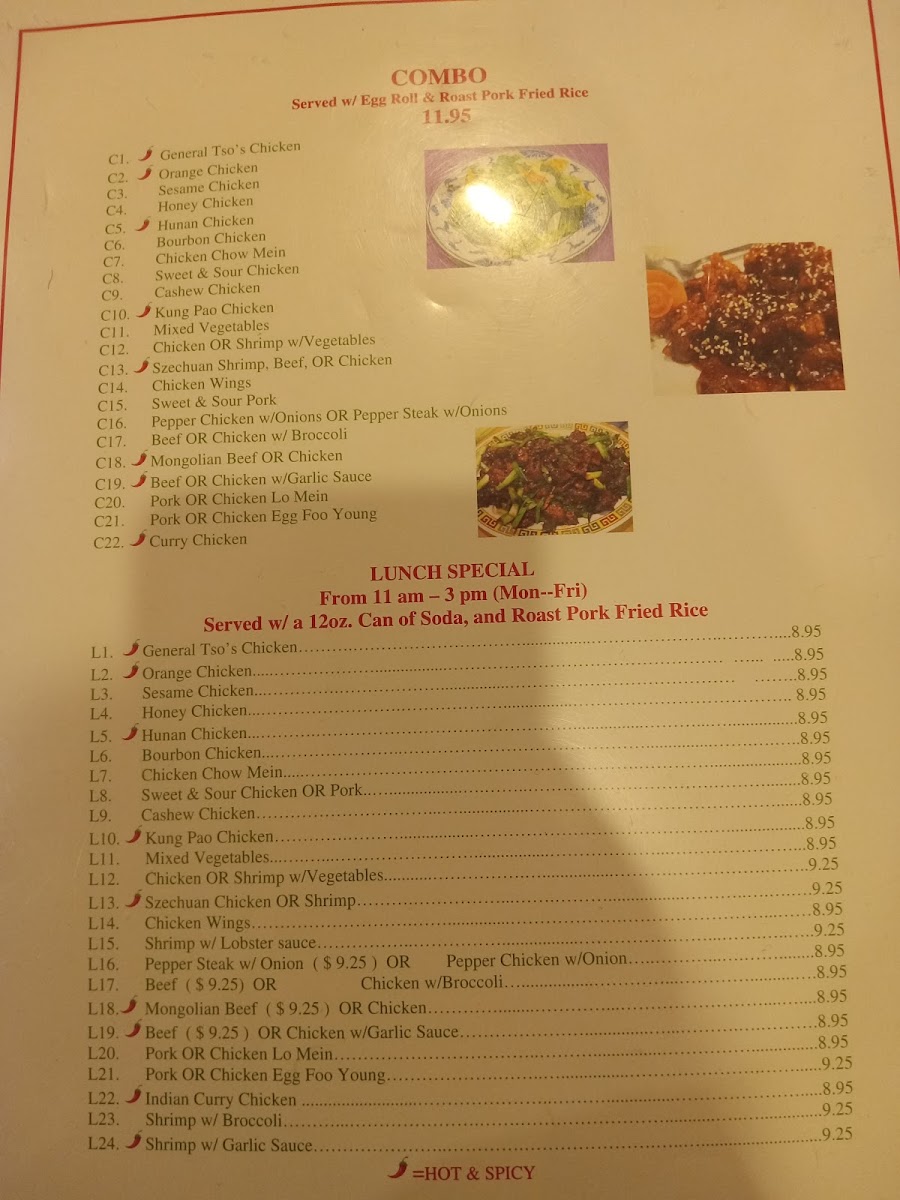 COMBO
Served w/ Egg Roll & Roast Pork Fried Rice
11.95
C1. General Tso's Chicken
C2. Orange Chicken
C3. Sesame Chicken
C4. Honey Chicken
C5. Hunan Chicken
C6. Bourbon Chicken
C7. Chicken Chow Mein
C8. Sweet & Sour Chicken
C9. Cashew Chicken
C10. Kung Pao Chicken
C11. Mixed Vegetables
C12. Chicken OR Shrimp w/Vegetables
C13. Szechuan Shrimp, Beef, OR Chicken
C14. Chicken Wings
C15. Sweet & Sour Pork
C16. Pepper Chicken w/Onions OR Pepper Steak w/Onions
C17. Beef OR Chicken w/ Broccoli
C18. Mongolian Beef OR Chicken
C19. Beef OR Chicken w/Garlic Sauce
C20. Pork OR Chicken Lo Mein
C21. Pork OR Chicken Egg Foo Young
C22. Curry Chicken
LUNCH SPECIAL
From 11 am – 3 pm (Mon--Fri)
Served w/ a 12oz. Can of Soda, and Roast Pork Fried Rice
L1. General Tso's Chicken 8.95
L2. Orange Chicken 8.95
L3. Sesame Chicken 8.95
L4. Honey Chicken 8.95
L5. Hunan Chicken 8.95
L6. Bourbon Chicken 8.95
L7. Chicken Chow Mein 8.95
L8. Sweet & Sour Chicken OR Pork 8.95
L9. Cashew Chicken 8.95
L10. Kung Pao Chicken 8.95
L11. Mixed Vegetables 8.95
L12. Chicken OR Shrimp w/Vegetables 9.25
L13. Szechuan Chicken OR Shrimp 9.25
L14. Chicken Wings 8.95
L15. Shrimp w/ Lobster sauce 9.25
L16. Pepper Steak w/ Onion ( $ 9.25 ) OR Pepper Chicken w/Onion 8.95
L17. Beef ( $ 9.25) OR Chicken w/Broccoli 8.95
L18. Mongolian Beef ( $ 9.25 ) OR Chicken 8.95
L19. Beef ( $ 9.25 ) OR Chicken w/Garlic Sauce 8.95
L20. Pork OR Chicken Lo Mein 8.95
L21. Pork OR Chicken Egg Foo Young 9.25
L22. Indian Curry Chicken 8.95
L23. Shrimp w/ Broccoli 9.25
L24. Shrimp w/ Garlic Sauce 9.25
=HOT & SPICY